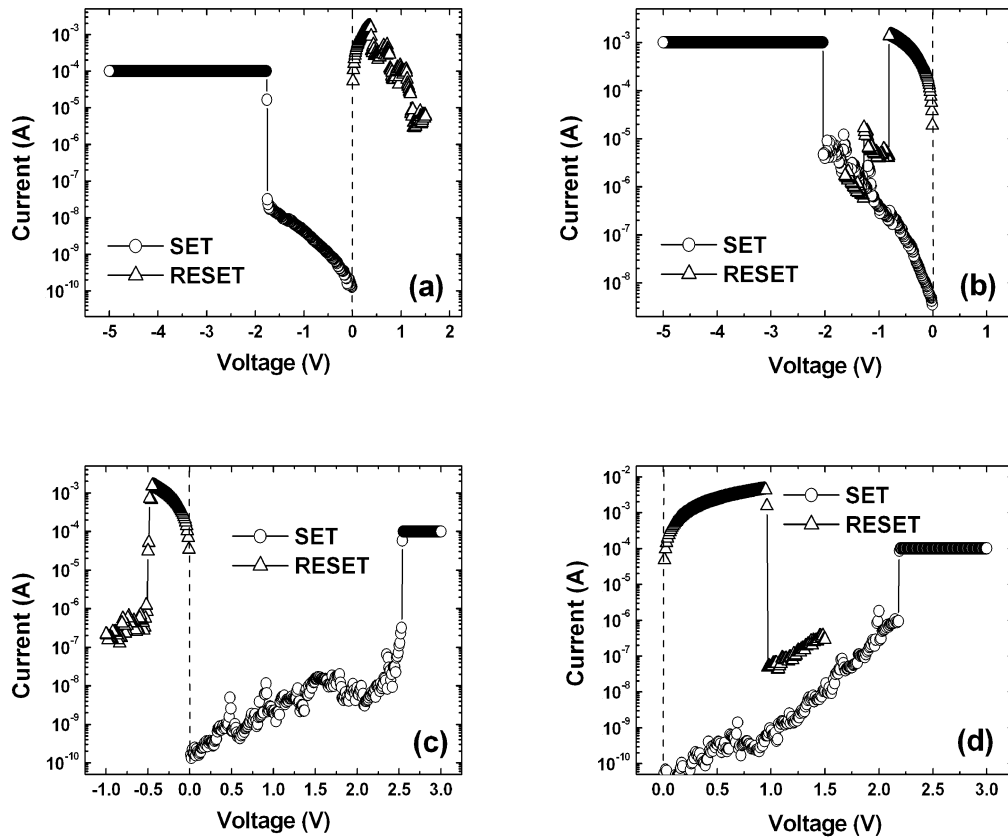 10⁻³
10⁻⁴
10⁻⁵
10⁻⁶
10⁻⁷
10⁻⁸
10⁻⁹
10⁻¹⁰
Current (A)
SET
RESET
(a)
-5 -4 -3 -2 -1 0 1 2
Voltage (V)
10⁻³
10⁻⁴
10⁻⁵
10⁻⁶
10⁻⁷
10⁻⁸
Current (A)
SET
RESET
(b)
-5 -4 -3 -2 -1 0 1
Voltage (V)
10⁻³
10⁻⁴
10⁻⁵
10⁻⁶
10⁻⁷
10⁻⁸
10⁻⁹
10⁻¹⁰
Current (A)
SET
RESET
(c)
-1.0 -0.5 0.0 0.5 1.0 1.5 2.0 2.5 3.0
Voltage (V)
10⁻²
10⁻³
10⁻⁴
10⁻⁵
10⁻⁶
10⁻⁷
10⁻⁸
10⁻⁹
10⁻¹⁰
Current (A)
SET
RESET
(d)
0.0 0.5 1.0 1.5 2.0 2.5 3.0
Voltage (V)